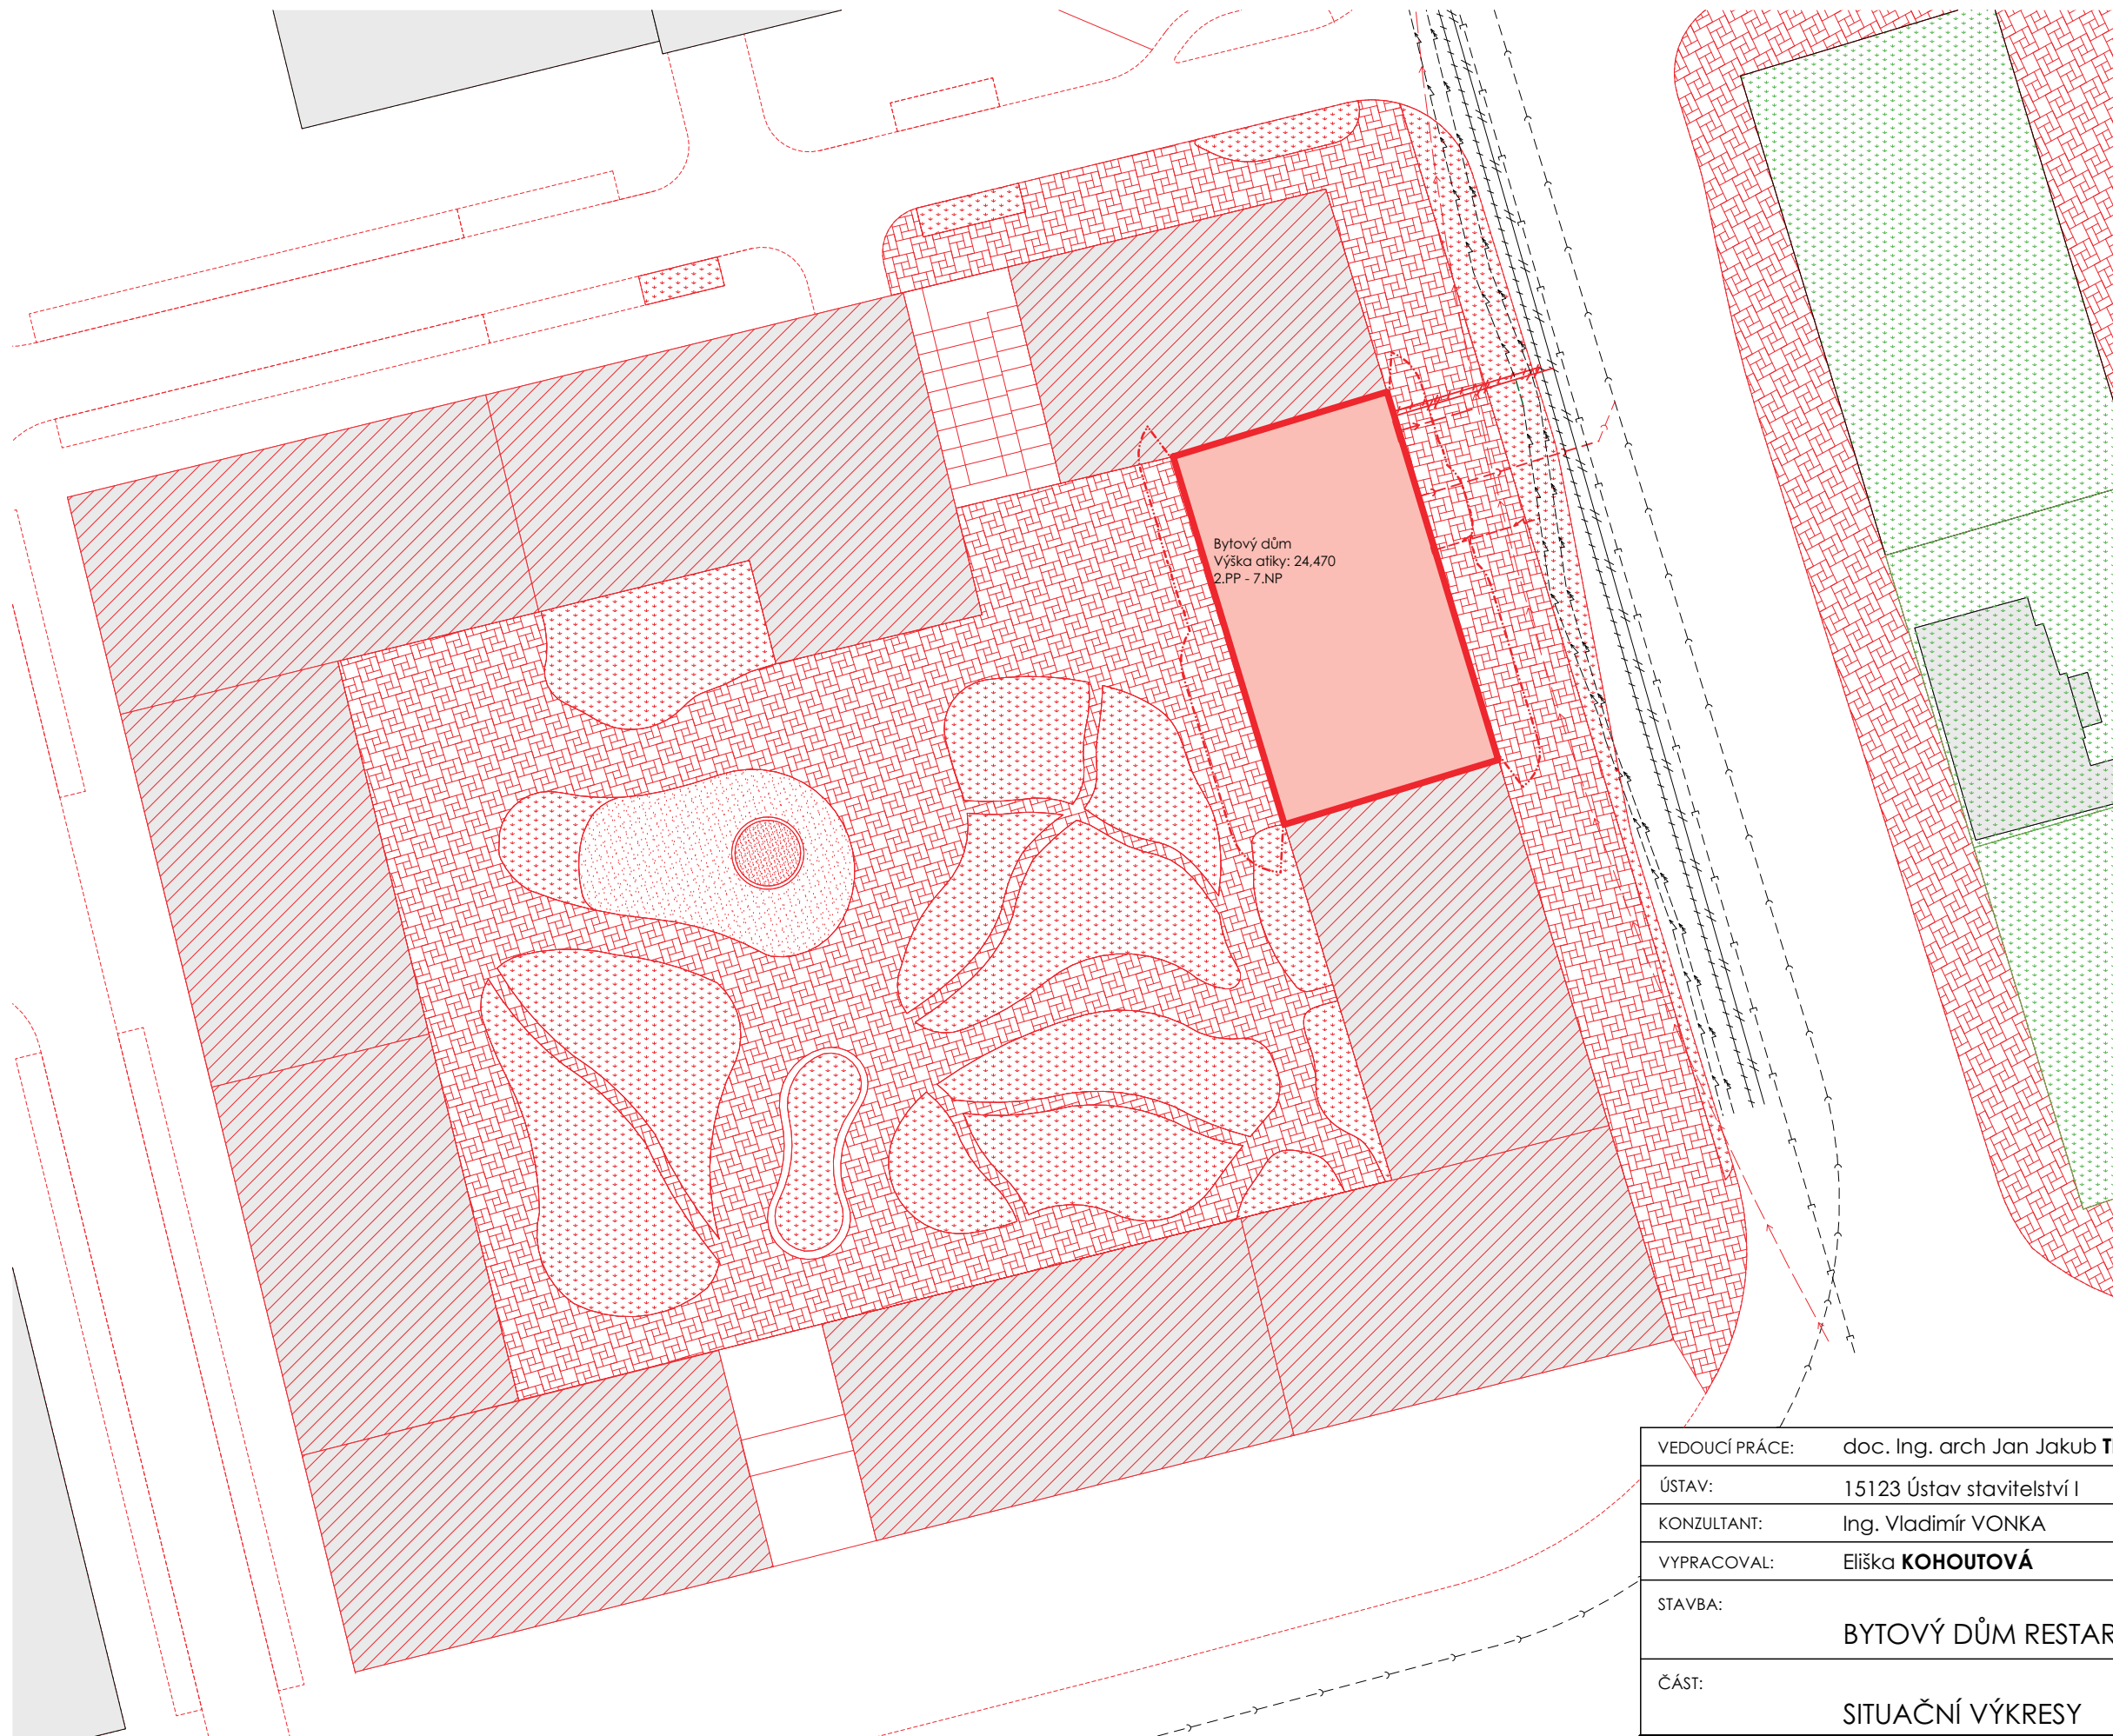 Bytový dům
Výška atiky: 24,470
2.PP - 7.NP
VEDOUCÍ PRÁCE: doc. Ing. arch Jan Jakub
ÚSTAV: 15123 Ústav stavitelství I
KONZULTANT: Ing. Vladimír VONKA
VYPRACOVAL: Eliška KOHOUTOVÁ
STAVBA:
BYTOVÝ DŮM RESTAR
ČÁST:
SITUAČNÍ VÝKRESY